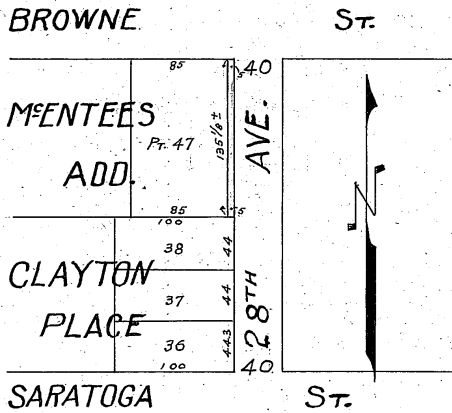 BROWNE ST.
85 5 40
McENTEES ADD.
PT. 47
135 1/8 ±
85 5
28TH AVE.
N
100
38 44
CLAYTON PLACE
37 44
36 44.3
100
40
SARATOGA ST.